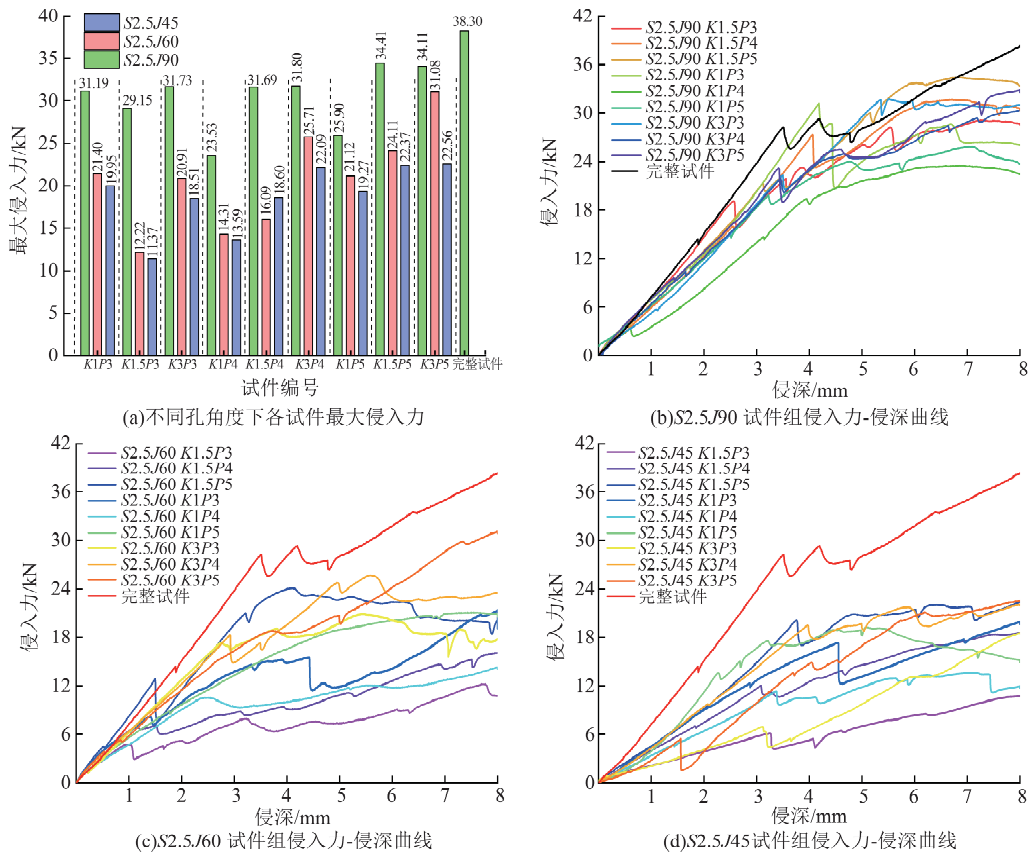 S2.5J45
S2.5J60
S2.5J90
40
35
30
25
20
15
10
5
0
最大侵入力/kN
31.19
21.40
19.95
29.15
12.22
11.37
31.73
20.91
18.51
23.53
14.31
13.59
31.69
16.09
18.60
31.80
25.71
22.09
25.90
21.12
19.27
34.41
24.11
22.37
34.11
31.08
22.56
38.30
K1P3 K1.5P3 K3P3 K1P4 K1.5P4 K3P4 K1P5 K1.5P5 K3P5 完整试件
试件编号
(a)不同孔角度下各试件最大侵入力
42
36
30
24
18
12
6
0
侵入力/kN
S2.5J90 K1.5P3
S2.5J90 K1.5P4
S2.5J90 K1.5P5
S2.5J90 K1P3
S2.5J90 K1P4
S2.5J90 K1P5
S2.5J90 K3P3
S2.5J90 K3P4
S2.5J90 K3P5
完整试件
1 2 3 4 5 6 7 8
侵深/mm
(b)S2.5J90 试件组侵入力-侵深曲线
42
36
30
24
18
12
6
0
侵入力/kN
S2.5J60 K1.5P3
S2.5J60 K1.5P4
S2.5J60 K1.5P5
S2.5J60 K1P3
S2.5J60 K1P4
S2.5J60 K1P5
S2.5J60 K3P3
S2.5J60 K3P4
S2.5J60 K3P5
完整试件
1 2 3 4 5 6 7 8
侵深/mm
(c)S2.5J60 试件组侵入力-侵深曲线
42
36
30
24
18
12
6
0
侵入力/kN
S2.5J45 K1.5P3
S2.5J45 K1.5P4
S2.5J45 K1.5P5
S2.5J45 K1P3
S2.5J45 K1P4
S2.5J45 K1P5
S2.5J45 K3P3
S2.5J45 K3P4
S2.5J45 K3P5
完整试件
1 2 3 4 5 6 7 8
侵深/mm
(d)S2.5J45试件组侵入力-侵深曲线